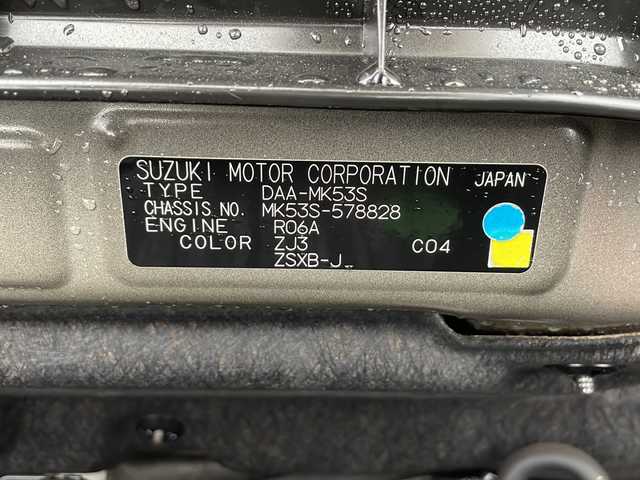 SUZUKI MOTOR CORPORATION JAPAN
TYPE DAA-MK53S
CHASSIS NO. MK53S-578828
ENGINE R06A
COLOR ZJ3 C04
ZSXB-J